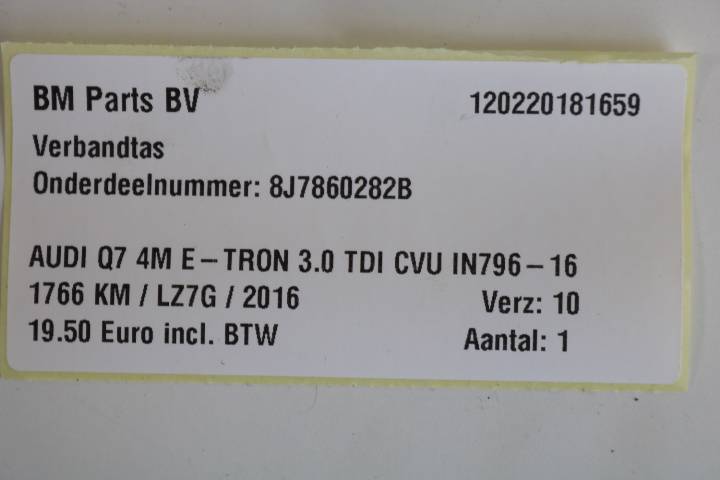 BM Parts BV 120220181659
Verbandtas
Onderdeelnummer: 8J7860282B
AUDI Q7 4M E-TRON 3.0 TDI CVU IN796-16
1766 KM / LZ7G / 2016 Verz: 10
19.50 Euro incl. BTW Aantal: 1